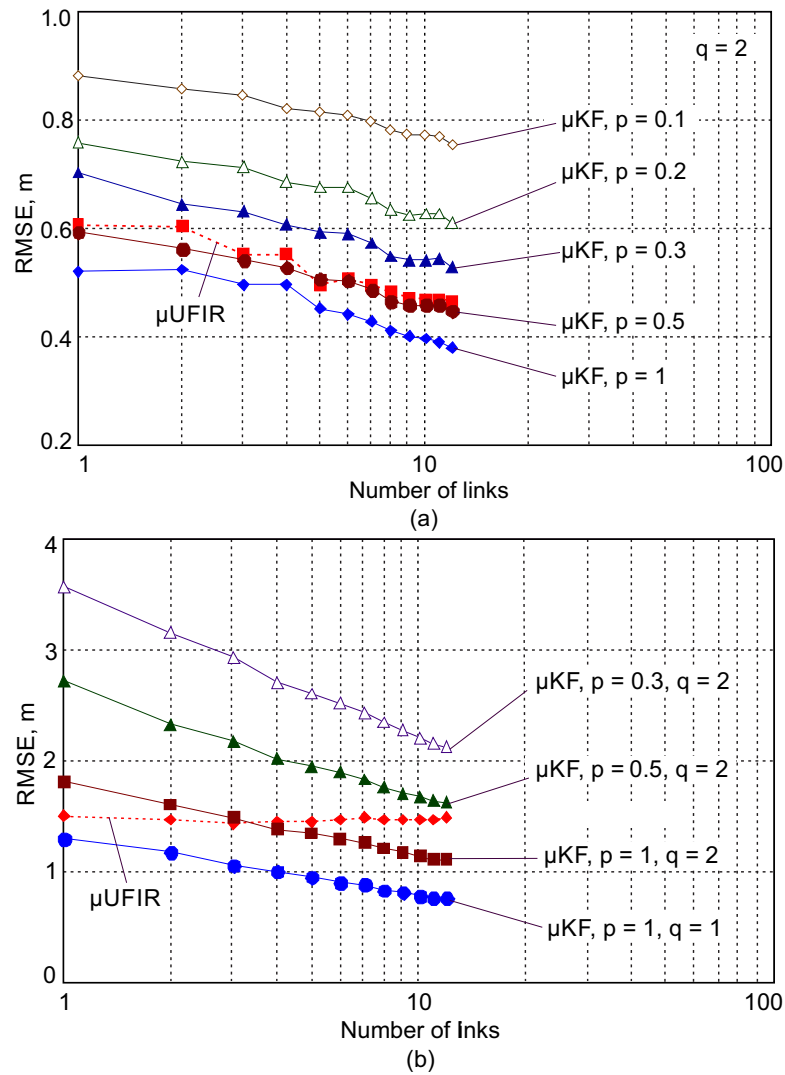 1.0
q = 2
0.8
μKF, p = 0.1
μKF, p = 0.2
0.6
μKF, p = 0.3
μUFIR
μKF, p = 0.5
0.4
μKF, p = 1
0.2
RMSE, m
1
10
100
Number of links
(a)
4
3
μKF, p = 0.3, q = 2
2
μKF, p = 0.5, q = 2
μKF, p = 1, q = 2
1
μUFIR
μKF, p = 1, q = 1
0
RMSE, m
1
10
100
Number of inks
(b)